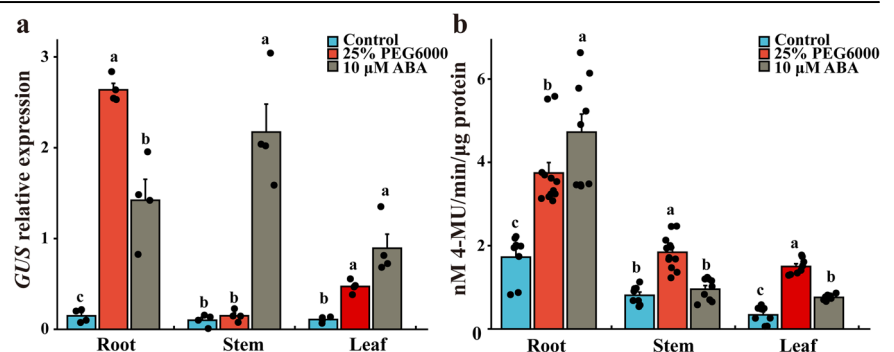 a
GUS relative expression
3
2
1
0
Control
25% PEG6000
10 μM ABA
c
a
b
b
b
a
b
a
a
Root
Stem
Leaf
b
nM 4-MU/min/μg protein
6
4
2
0
Control
25% PEG6000
10 μM ABA
c
b
a
b
a
b
c
a
b
Root
Stem
Leaf